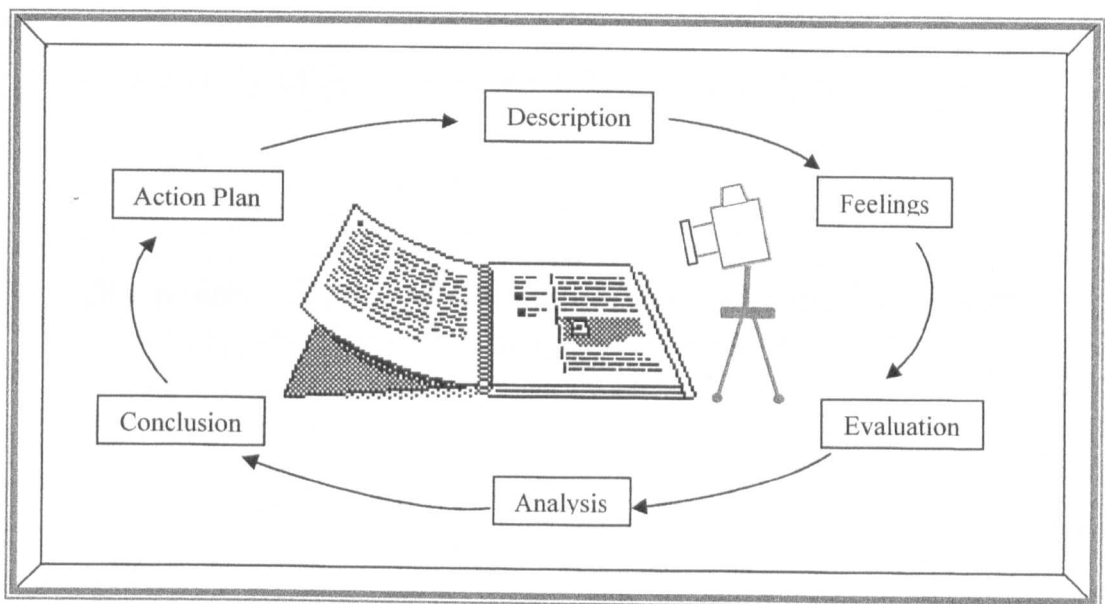 Description
Feelings
Evaluation
Analysis
Conclusion
Action Plan